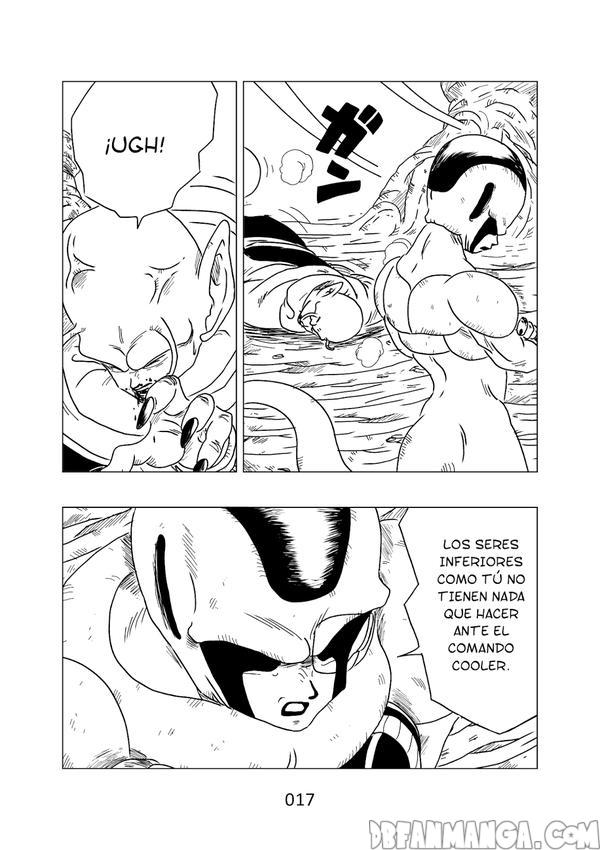 ¡UGH!
ガン
LOS SERES
INFERIORES
COMO TÚ NO
TIENEN NADA
QUE HACER
ANTE EL
COMANDO
COOLER.
017
DBFANMANGA.COM